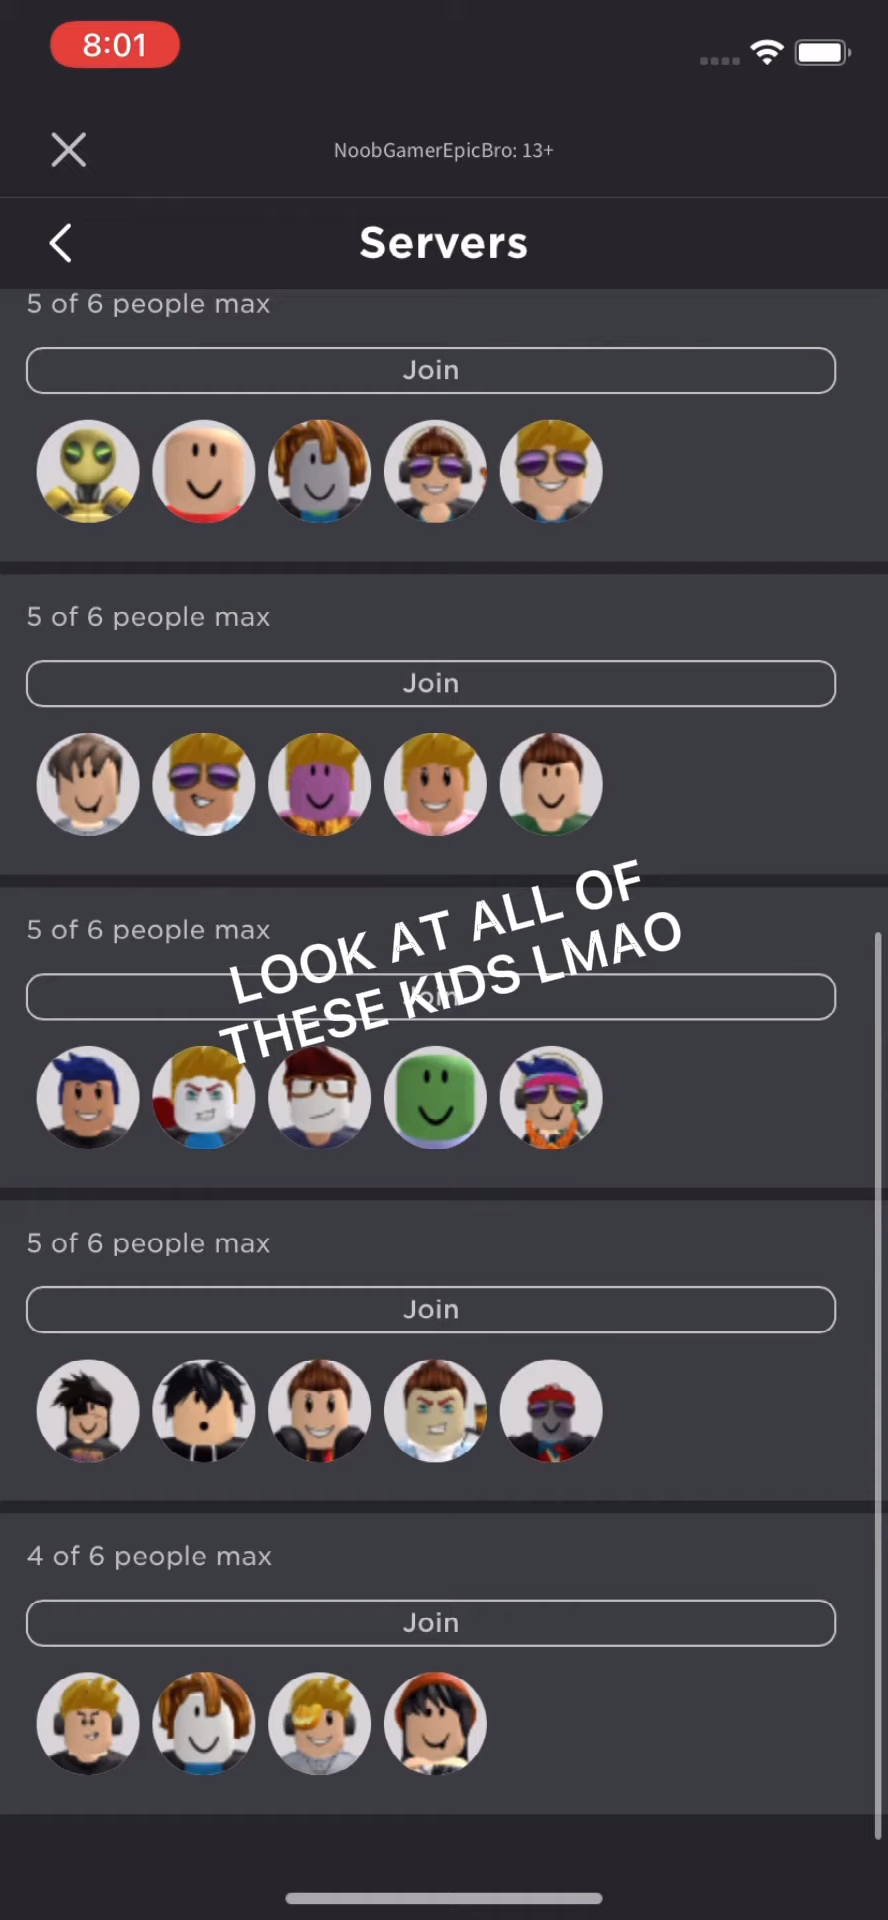 8:01
NoobGamerEpicBro: 13+
Servers
5 of 6 people max
Join
5 of 6 people max
Join
5 of 6 people max
LOOK AT ALL OF
THESE KIDS LMAO
Join
5 of 6 people max
Join
4 of 6 people max
Join